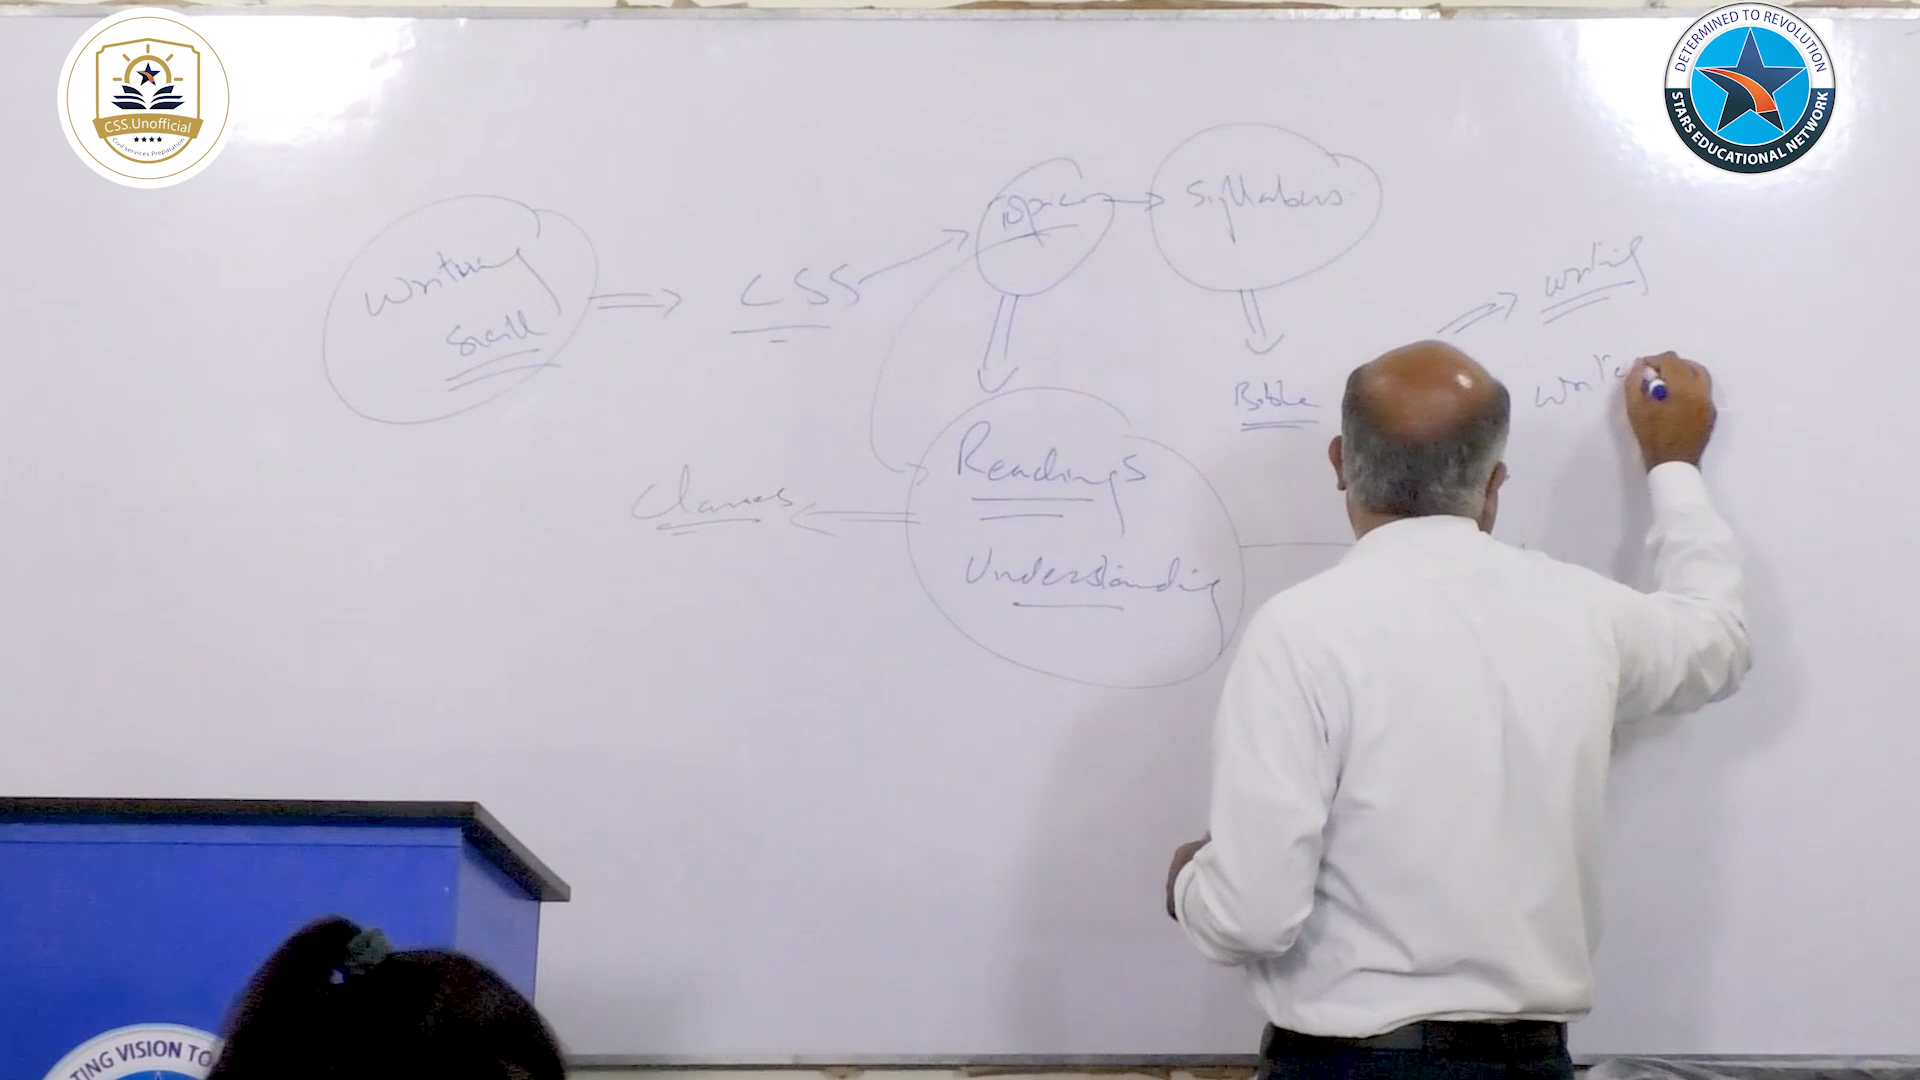 CSS.Unofficial
Civil Services Preparation
DETERMINED TO REVOLUTION
STARS EDUCATIONAL NETWORK
Writing
Skill
CSS
Topic
Syllabus
Bible
writing
Readings
Understanding
Classes
TING VISION TO